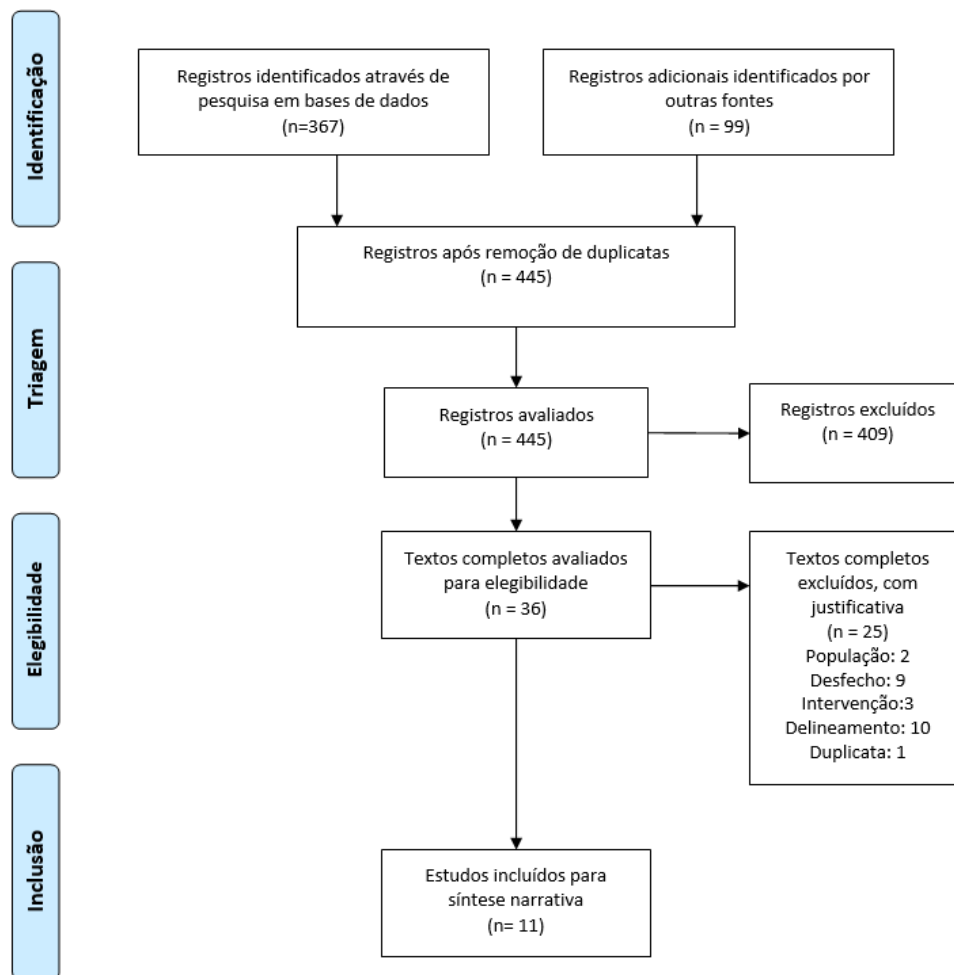 Identificação
Registros identificados através de
pesquisa em bases de dados
(n=367)
Registros adicionais identificados por
outras fontes
(n = 99)
Registros após remoção de duplicatas
(n = 445)
Triagem
Registros avaliados
(n = 445)
Registros excluídos
(n = 409)
Elegibilidade
Textos completos avaliados
para elegibilidade
(n = 36)
Textos completos
excluídos, com
justificativa
(n = 25)
População: 2
Desfecho: 9
Intervenção:3
Delineamento: 10
Duplicata: 1
Inclusão
Estudos incluídos para
síntese narrativa
(n= 11)